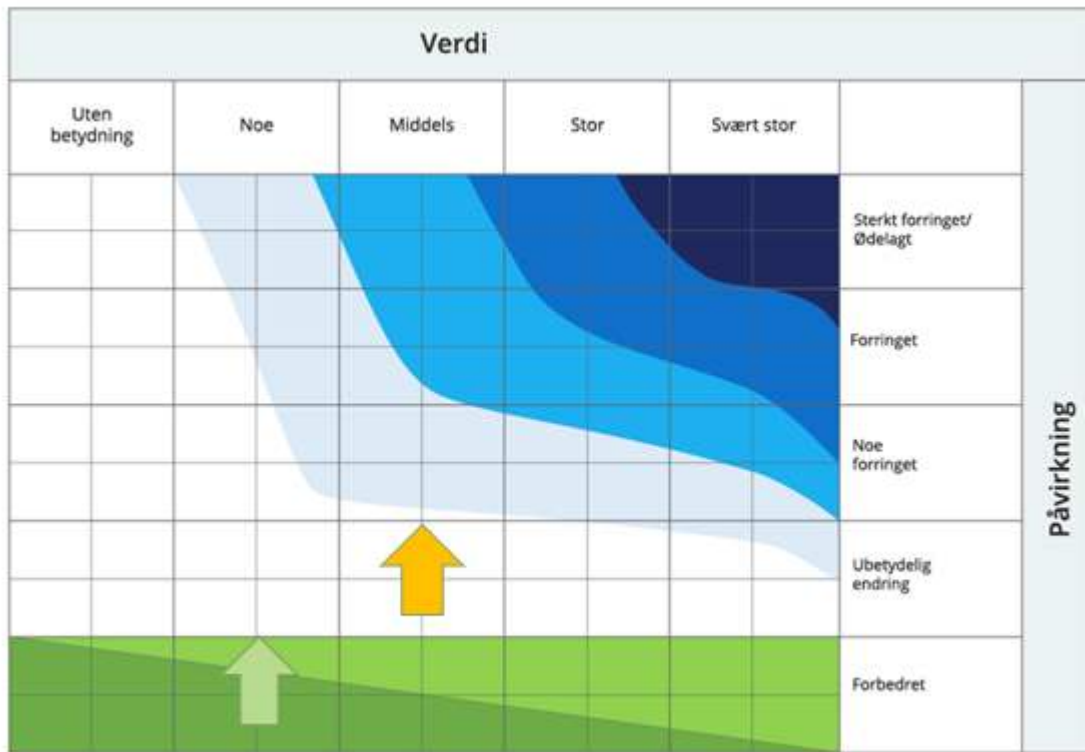 Verdi
Uten
betydning
Noe
Middels
Stor
Svært stor
Sterkt forringet/
Ødelagt
Forringet
Noe
forringet
Ubetydelig
endring
Forbedret
Påvirkning